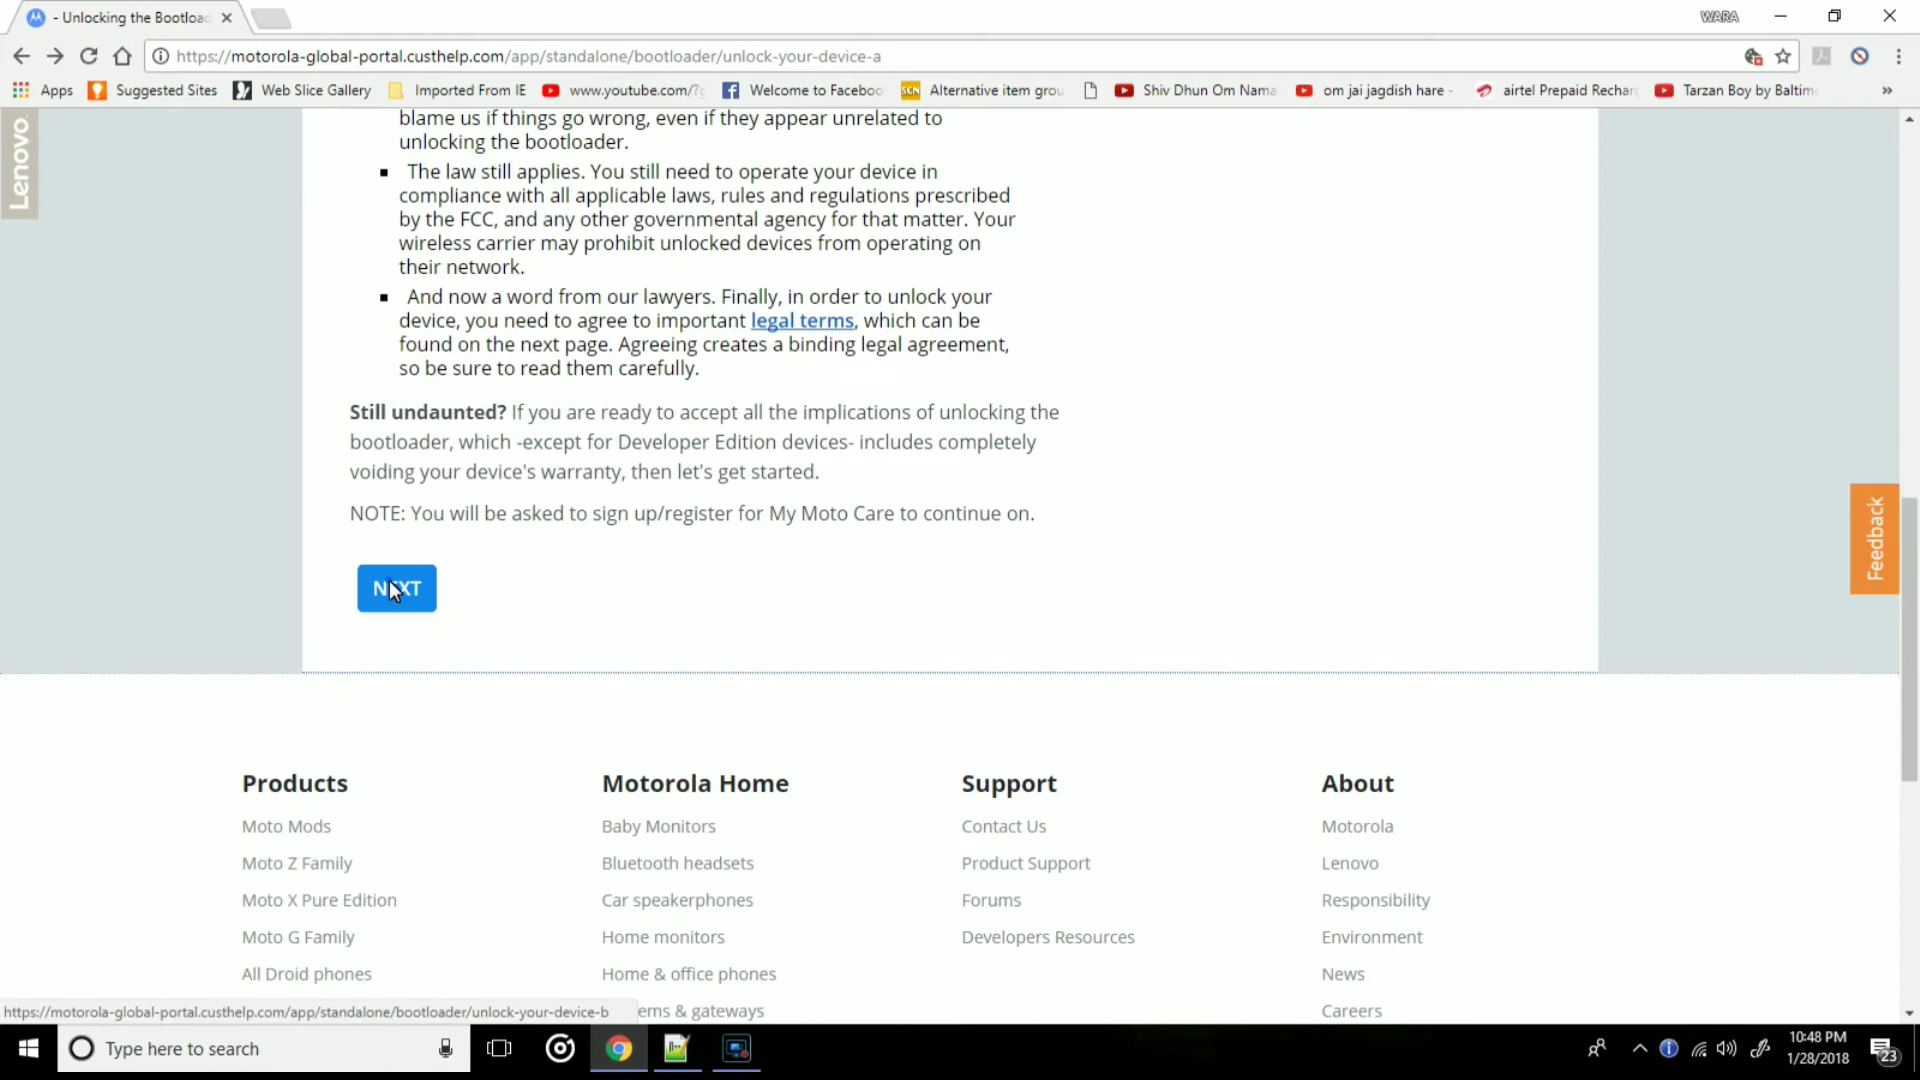 - Unlocking the Bootloa
WARA
https://motorola-global-portal.custhelp.com/app/standalone/bootloader/unlock-your-device-a
Apps Suggested Sites Web Slice Gallery Imported From IE www.youtube.com/? Welcome to Faceboo Alternative item grou Shiv Dhun Om Nama om jai jagdish hare - airtel Prepaid Rechar Tarzan Boy by Baltim »
Lenovo
blame us if things go wrong, even if they appear unrelated to
unlocking the bootloader.
▪ The law still applies. You still need to operate your device in
compliance with all applicable laws, rules and regulations prescribed
by the FCC, and any other governmental agency for that matter. Your
wireless carrier may prohibit unlocked devices from operating on
their network.
▪ And now a word from our lawyers. Finally, in order to unlock your
device, you need to agree to important legal terms, which can be
found on the next page. Agreeing creates a binding legal agreement,
so be sure to read them carefully.
Still undaunted? If you are ready to accept all the implications of unlocking the
bootloader, which -except for Developer Edition devices- includes completely
voiding your device's warranty, then let's get started.
NOTE: You will be asked to sign up/register for My Moto Care to continue on.
NEXT
Feedback
Products Motorola Home Support About
Moto Mods Baby Monitors Contact Us Motorola
Moto Z Family Bluetooth headsets Product Support Lenovo
Moto X Pure Edition Car speakerphones Forums Responsibility
Moto G Family Home monitors Developers Resources Environment
All Droid phones Home & office phones News
https://motorola-global-portal.custhelp.com/app/standalone/bootloader/unlock-your-device-b ems & gateways Careers
Type here to search
10:48 PM
1/28/2018
23